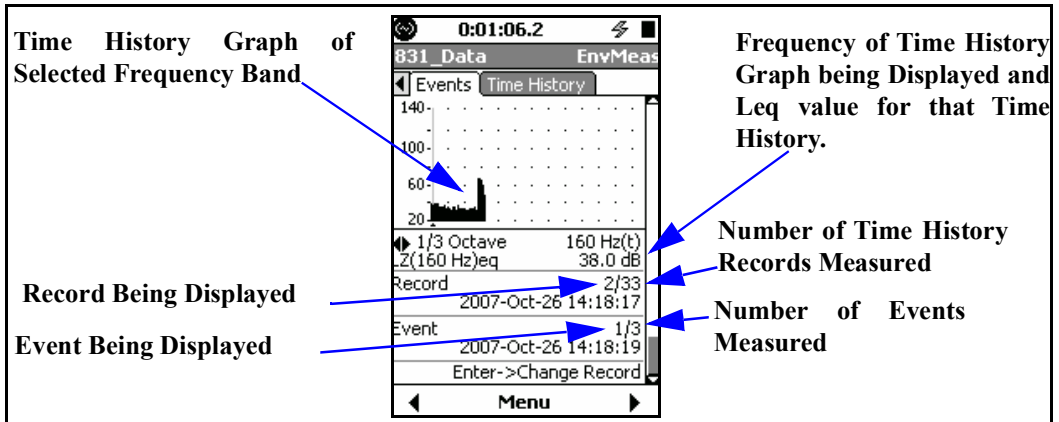 Time History Graph of
Selected Frequency Band
0:01:06.2
831_Data EnvMeas
Events Time History
140
100
60
20
1/3 Octave 160 Hz(t)
LZ(160 Hz)eq 38.0 dB
Record 2/33
2007-Oct-26 14:18:17
Event 1/3
2007-Oct-26 14:18:19
Enter->Change Record
Menu
Frequency of Time History
Graph being Displayed and
Leq value for that Time
History.
Number of Time History
Records Measured
Number of Events
Measured
Record Being Displayed
Event Being Displayed